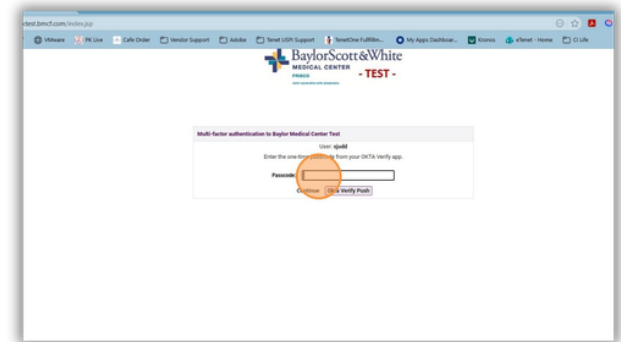 ctest.bmcf.com/index.jsp
VMware PK Live Cafe Order Vendor Support Adobe Tenet USPI Support TenetOne Fulfillm... My Apps Dashboar... Kronos eTenet - Home CI Life
BaylorScott&White
MEDICAL CENTER
FRISCO
- TEST -
Multi-factor authentication to Baylor Medical Center Test
User: sjudd
Enter the one-time passcode from your OKTA Verify app.
Passcode:
Continue Okta Verify Push